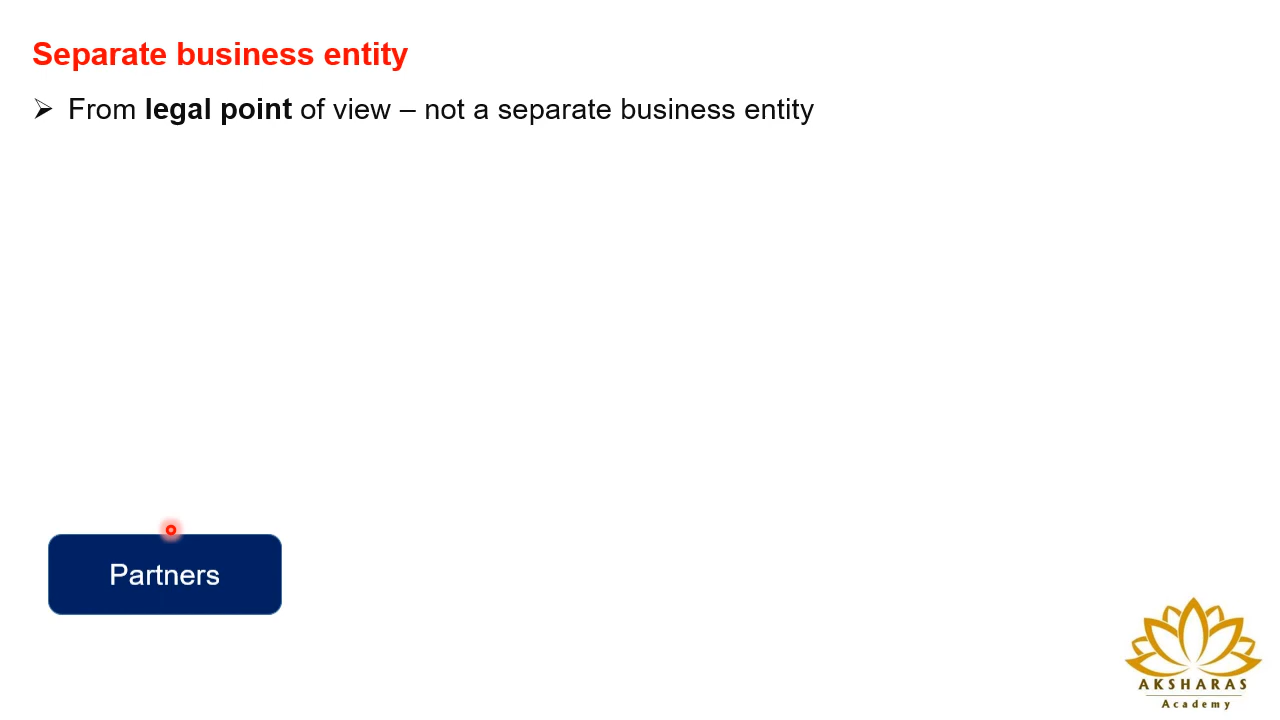 Separate business entity
➢ From legal point of view – not a separate business entity
Partners
AKSHARAS
Academy